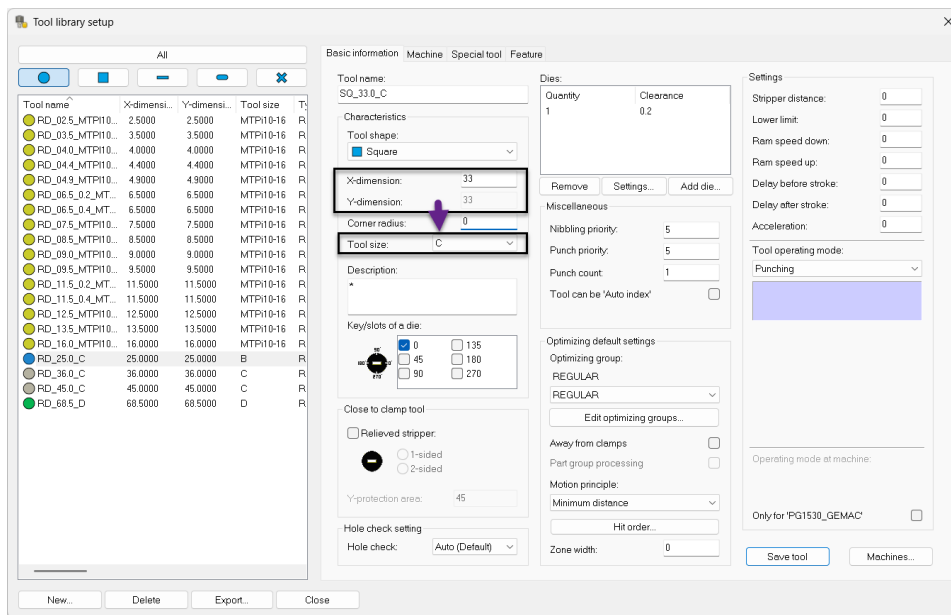 Tool library setup
All
Tool name X-dimensi... Y-dimensi... Tool size Ty
RD_02.5_MTPI10... 2.5000 2.5000 MTPi10-16 R
RD_03.5_MTPI10... 3.5000 3.5000 MTPi10-16 R
RD_04.0_MTPI10... 4.0000 4.0000 MTPi10-16 R
RD_04.4_MTPI10... 4.4000 4.4000 MTPi10-16 R
RD_04.9_MTPI10... 4.9000 4.9000 MTPi10-16 R
RD_06.5_0.2_MT... 6.5000 6.5000 MTPi10-16 R
RD_06.5_0.4_MT... 6.5000 6.5000 MTPi10-16 R
RD_07.5_MTPI10... 7.5000 7.5000 MTPi10-16 R
RD_08.5_MTPI10... 8.5000 8.5000 MTPi10-16 R
RD_09.0_MTPI10... 9.0000 9.0000 MTPi10-16 R
RD_09.5_MTPI10... 9.5000 9.5000 MTPi10-16 R
RD_11.5_0.2_MT... 11.5000 11.5000 MTPi10-16 R
RD_11.5_0.4_MT... 11.5000 11.5000 MTPi10-16 R
RD_12.5_MTPI10... 12.5000 12.5000 MTPi10-16 R
RD_13.5_MTPI10... 13.5000 13.5000 MTPi10-16 R
RD_16.0_MTPI10... 16.0000 16.0000 MTPi10-16 R
RD_25.0_C 25.0000 25.0000 B R
RD_36.0_C 36.0000 36.0000 C R
RD_45.0_C 45.0000 45.0000 C R
RD_68.5_D 68.5000 68.5000 D R
New... Delete Export... Close
Basic information Machine Special tool Feature
Tool name:
SQ_33.0_C
Characteristics
Tool shape:
Square
X-dimension: 33
Y-dimension: 33
Corner radius: 0
Tool size: C
Description:
*
Key/slots of a die:
90°
180° 0°
270
0 135
45 180
90 270
Close to clamp tool
Relieved stripper:
1-sided
2-sided
Y-protection area: 45
Hole check setting
Hole check: Auto (Default)
Dies:
Quantity Clearance
1 0.2
Remove Settings... Add die...
Miscellaneous
Nibbling priority: 5
Punch priority: 5
Punch count: 1
Tool can be 'Auto index'
Optimizing default settings
Optimizing group:
REGULAR
REGULAR
Edit optimizing groups...
Away from clamps
Part group processing
Motion principle:
Minimum distance
Hit order...
Zone width: 0
Settings
Stripper distance: 0
Lower limit: 0
Ram speed down: 0
Ram speed up: 0
Delay before stroke: 0
Delay after stroke: 0
Acceleration: 0
Tool operating mode:
Punching
Operating mode at machine:
Only for 'PG1530_GEMAC'
Save tool Machines...